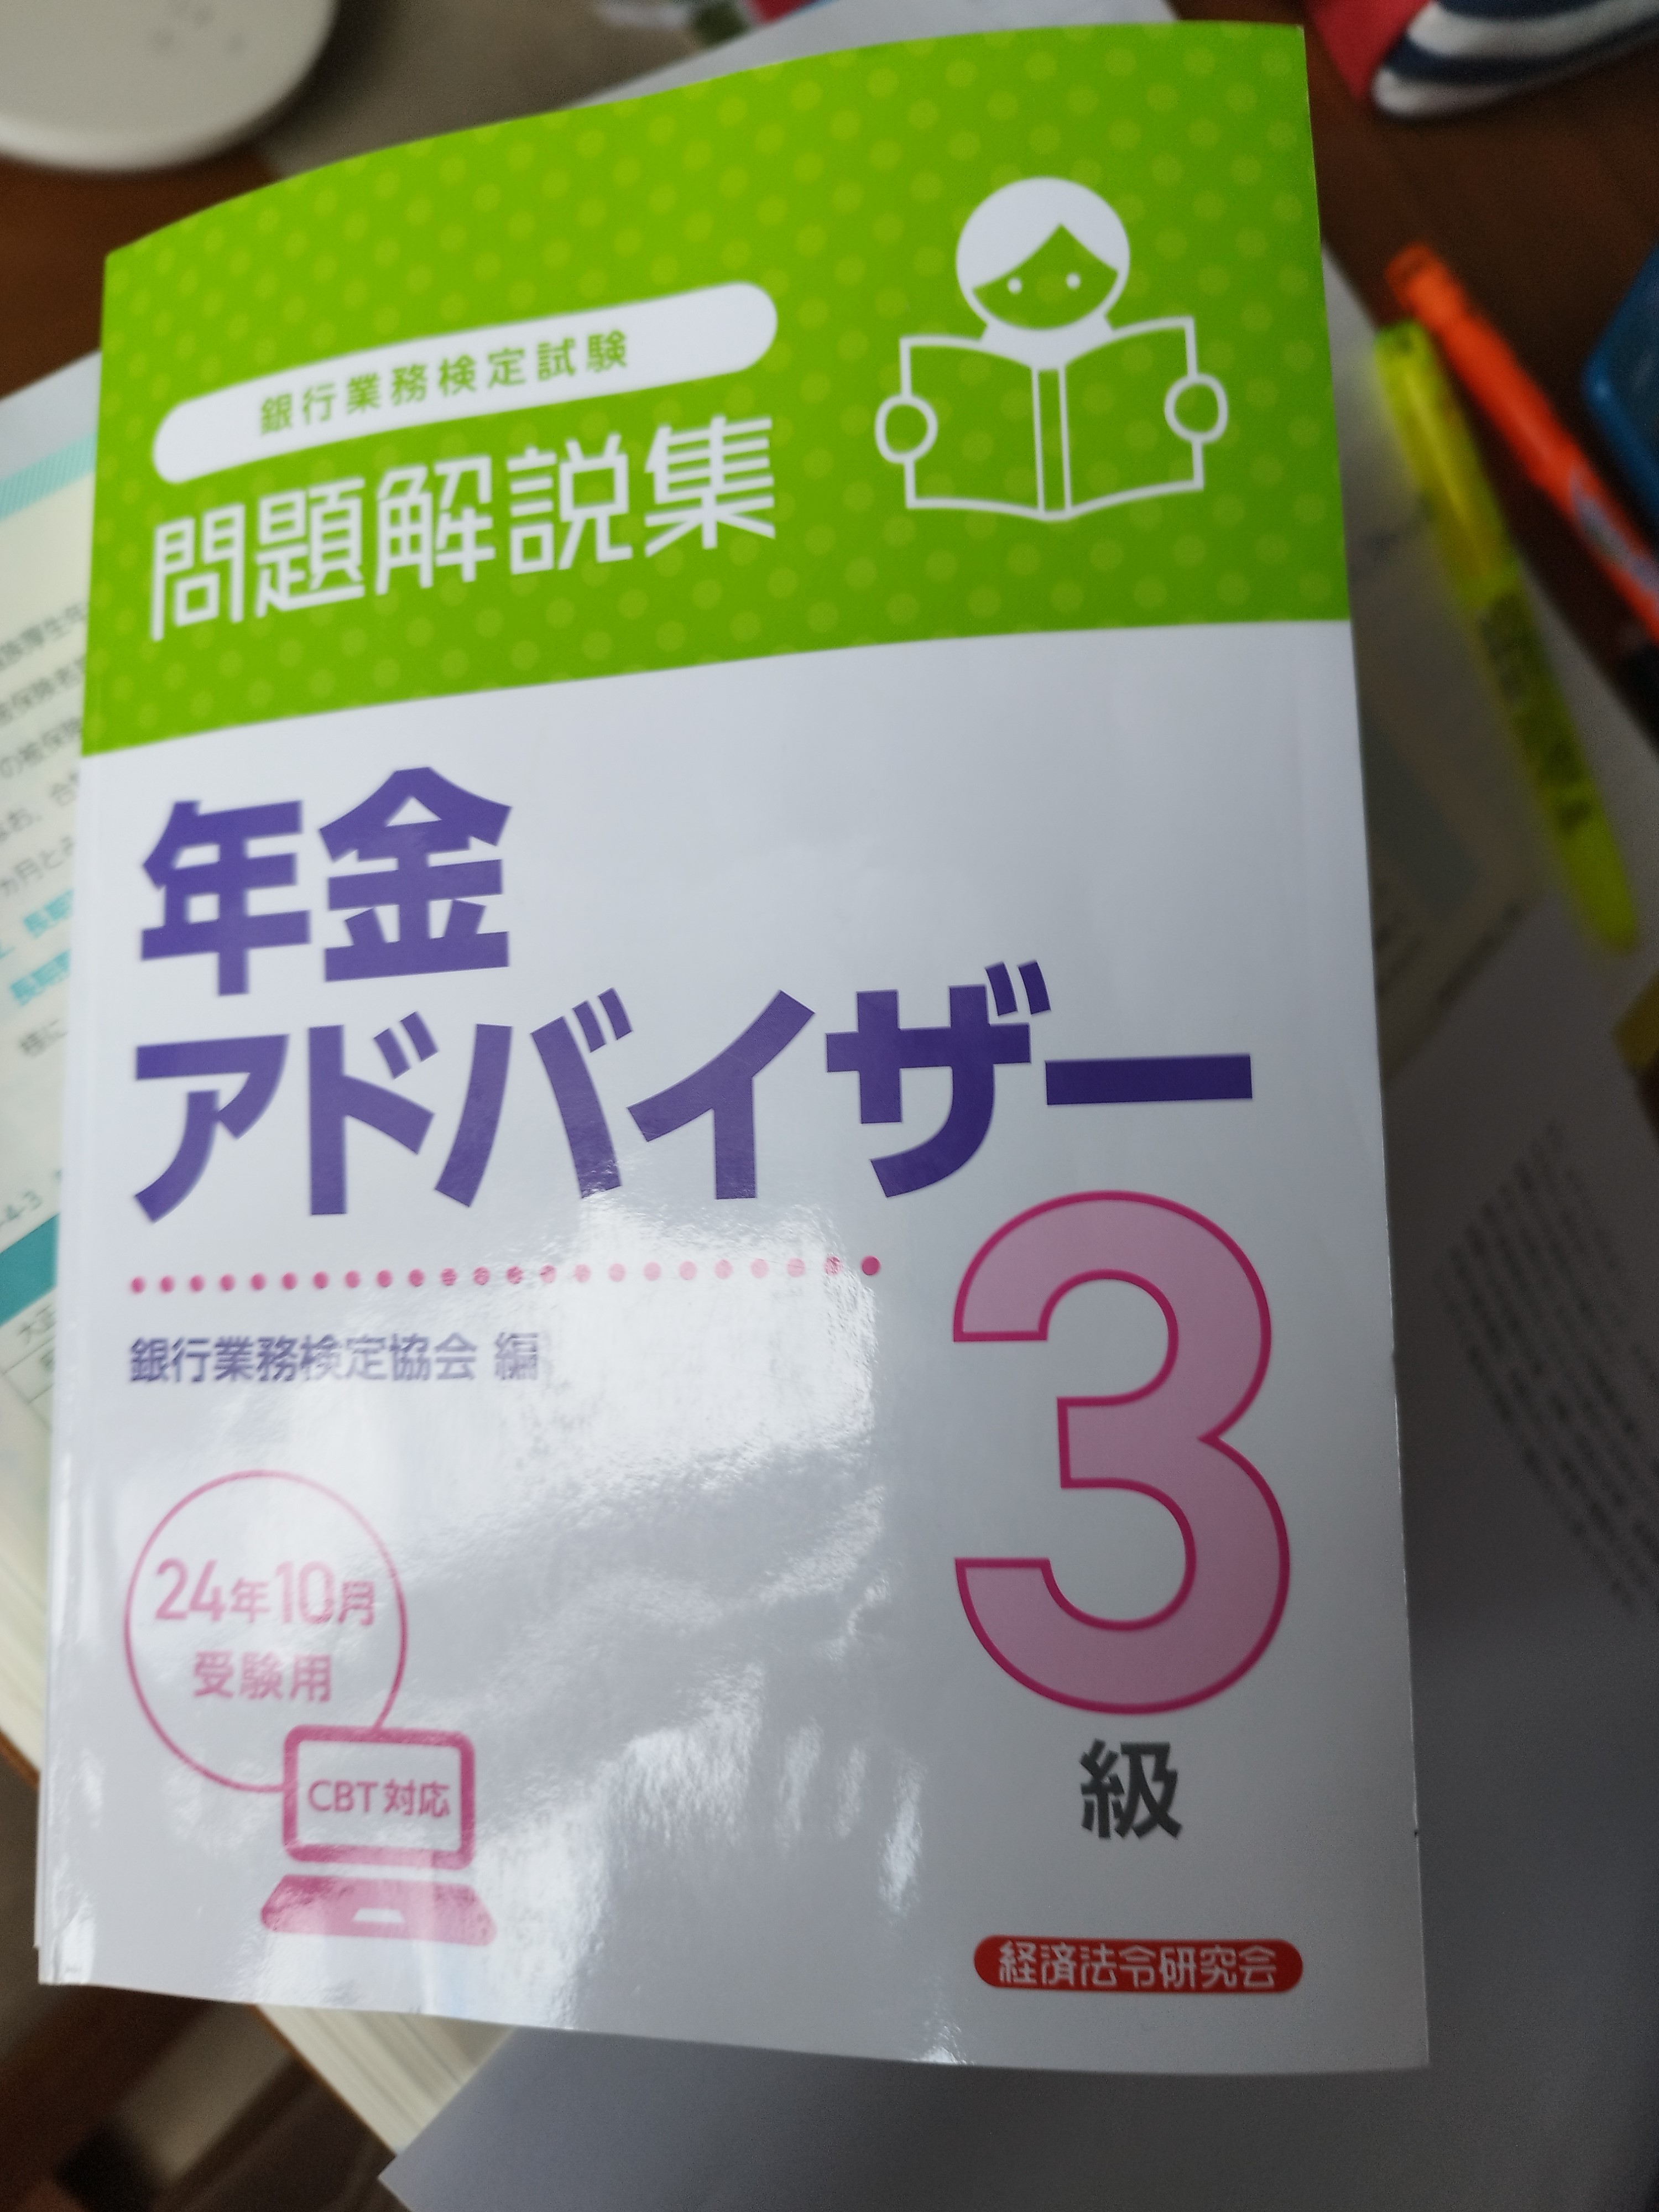 銀行業務検定試験
問題解説集
年金
アドバイザー
3
級
銀行業務検定協会 編
24年10月
受験用
CBT対応
経済法令研究会